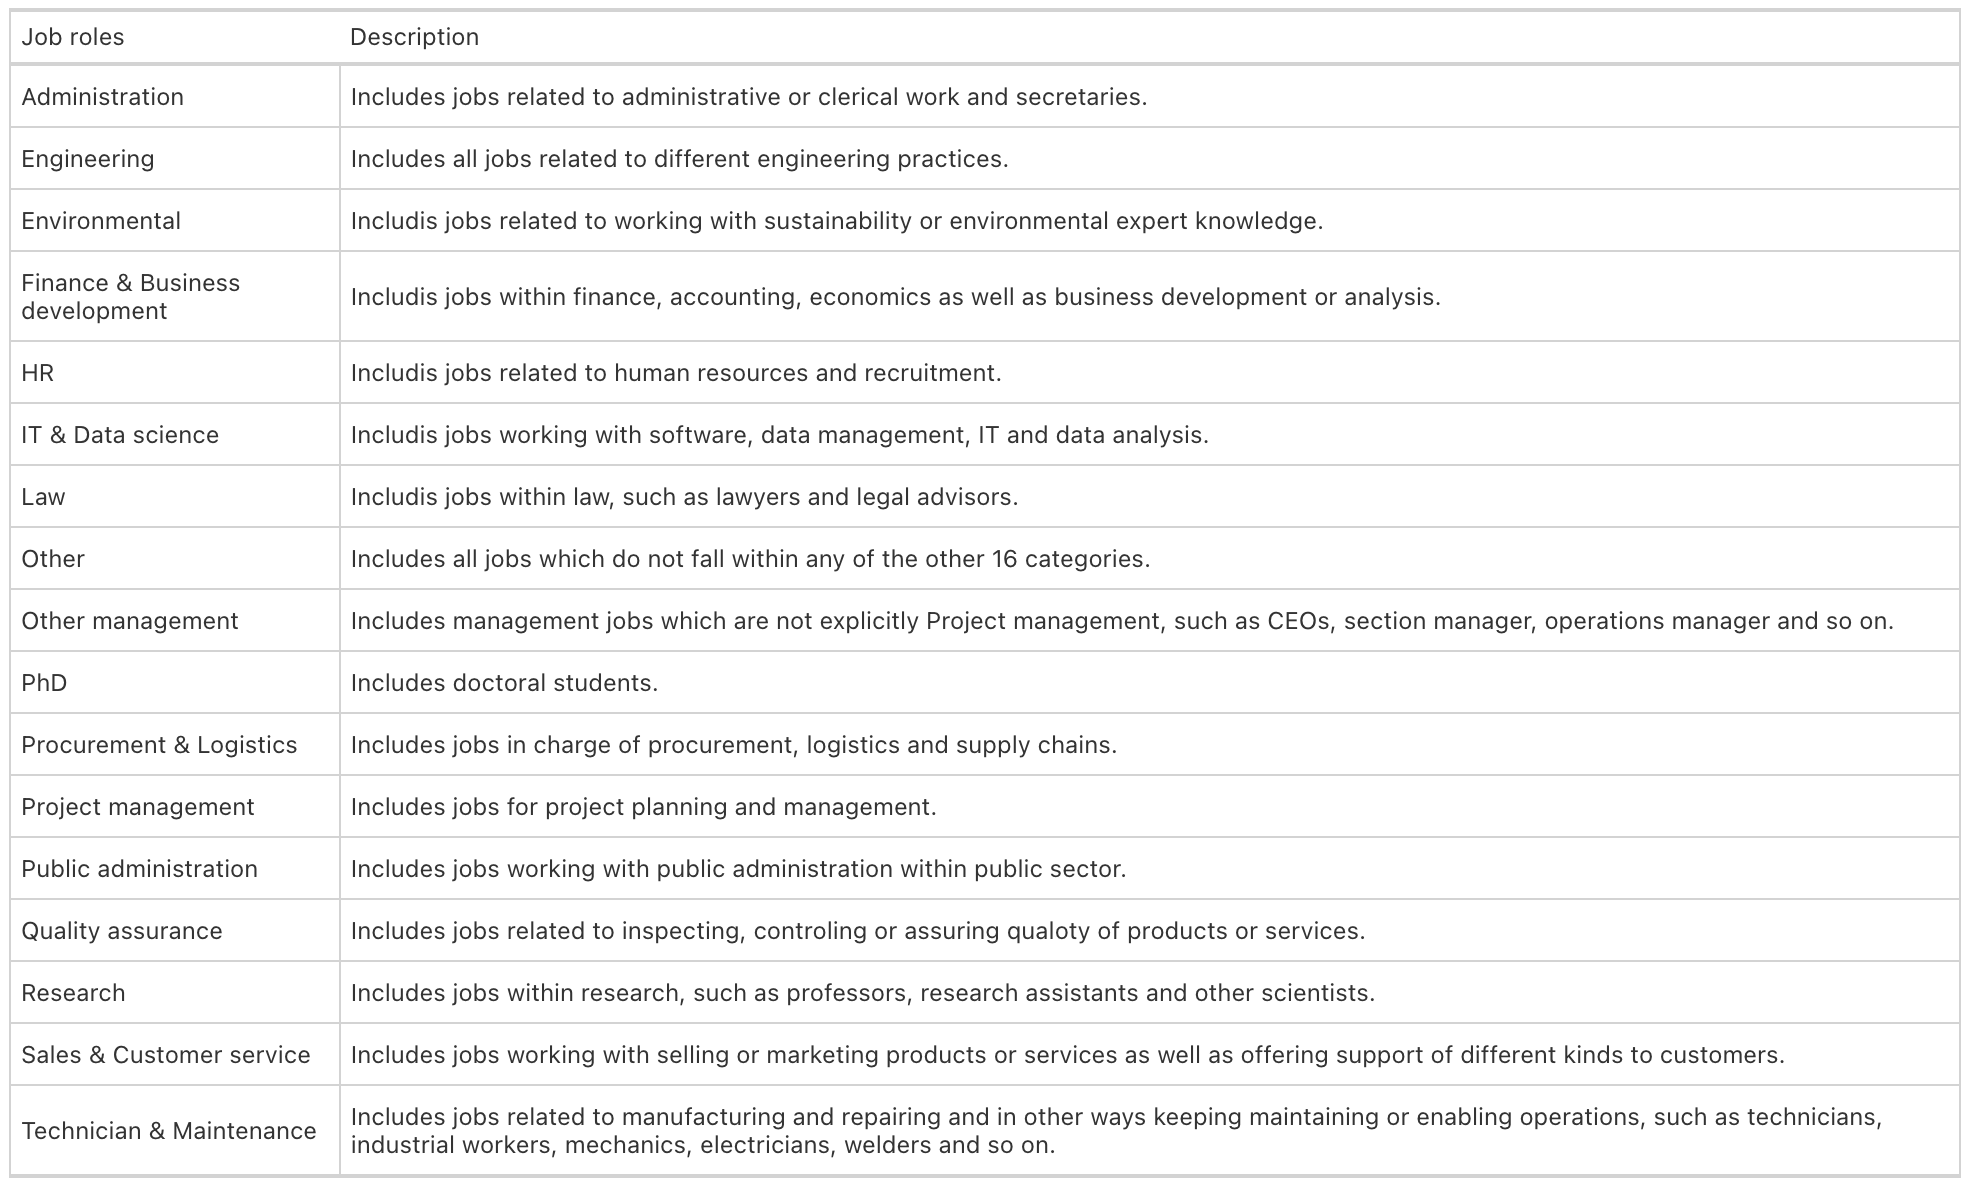 Job roles Description
Administration Includes jobs related to administrative or clerical work and secretaries.
Engineering Includes all jobs related to different engineering practices.
Environmental Includis jobs related to working with sustainability or environmental expert knowledge.
Finance & Business
development
Includis jobs within finance, accounting, economics as well as business development or analysis.
HR Includis jobs related to human resources and recruitment.
IT & Data science Includis jobs working with software, data management, IT and data analysis.
Law Includis jobs within law, such as lawyers and legal advisors.
Other Includes all jobs which do not fall within any of the other 16 categories.
Other management Includes management jobs which are not explicitly Project management, such as CEOs, section manager, operations manager and so on.
PhD Includes doctoral students.
Procurement & Logistics Includes jobs in charge of procurement, logistics and supply chains.
Project management Includes jobs for project planning and management.
Public administration Includes jobs working with public administration within public sector.
Quality assurance Includes jobs related to inspecting, controling or assuring qualoty of products or services.
Research Includes jobs within research, such as professors, research assistants and other scientists.
Sales & Customer service Includes jobs working with selling or marketing products or services as well as offering support of different kinds to customers.
Technician & Maintenance Includes jobs related to manufacturing and repairing and in other ways keeping maintaining or enabling operations, such as technicians,
industrial workers, mechanics, electricians, welders and so on.